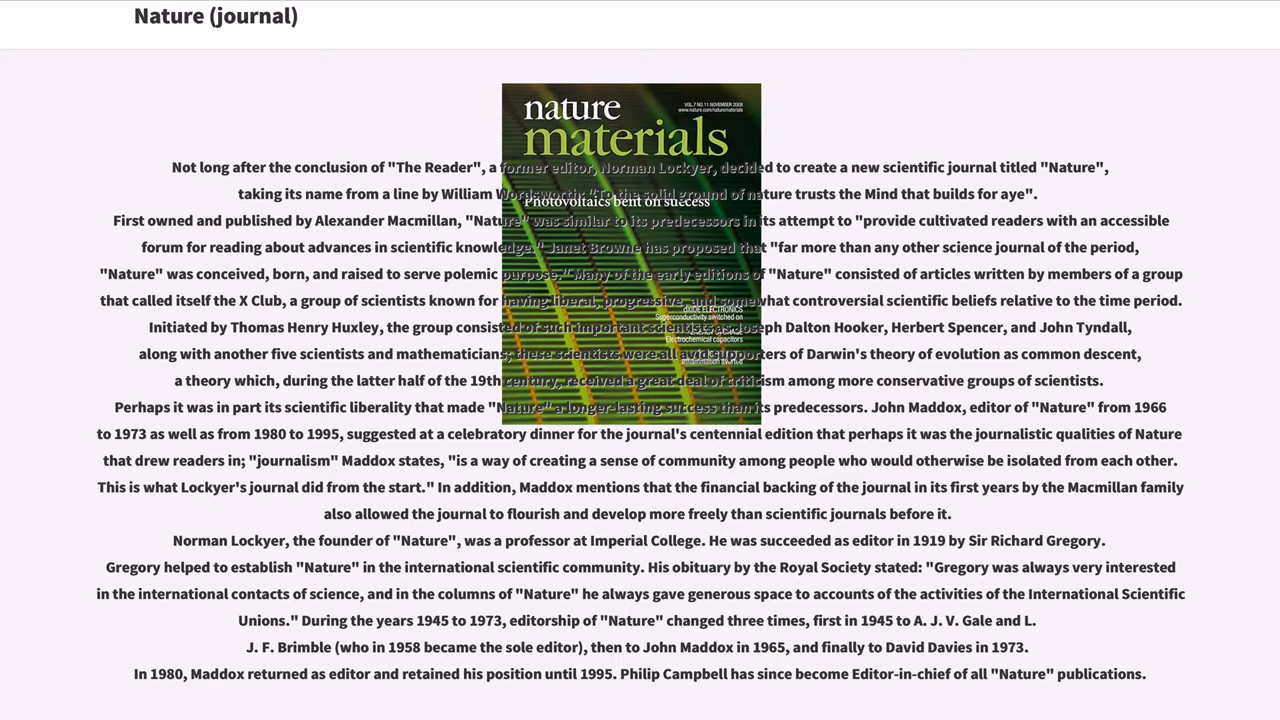 Nature (journal)
nature
VOL.7 NO.11 NOVEMBER 2008
www.nature.com/naturematerials
materials
Not long after the conclusion of "The Reader", a former editor, Norman Lockyer, decided to create a new scientific journal titled "Nature",
taking its name from a line by William Wordsworth: "To the solid ground of nature trusts the Mind that builds for aye".
Photovoltaics bent on success
First owned and published by Alexander Macmillan, "Nature" was similar to its predecessors in its attempt to "provide cultivated readers with an accessible
forum for reading about advances in scientific knowledge." Janet Browne has proposed that "far more than any other science journal of the period,
"Nature" was conceived, born, and raised to serve polemic purpose." Many of the early editions of "Nature" consisted of articles written by members of a group
that called itself the X Club, a group of scientists known for having liberal, progressive, and somewhat controversial scientific beliefs relative to the time period.
OXIDE ELECTRONICS
Superconductivity switched on
Initiated by Thomas Henry Huxley, the group consisted of such important scientists as Joseph Dalton Hooker, Herbert Spencer, and John Tyndall,
Electrochemical capacitors
along with another five scientists and mathematicians; these scientists were all avid supporters of Darwin's theory of evolution as common descent,
a theory which, during the latter half of the 19th century, received a great deal of criticism among more conservative groups of scientists.
Perhaps it was in part its scientific liberality that made "Nature" a longer-lasting success than its predecessors. John Maddox, editor of "Nature" from 1966
to 1973 as well as from 1980 to 1995, suggested at a celebratory dinner for the journal's centennial edition that perhaps it was the journalistic qualities of Nature
that drew readers in; "journalism" Maddox states, "is a way of creating a sense of community among people who would otherwise be isolated from each other.
This is what Lockyer's journal did from the start." In addition, Maddox mentions that the financial backing of the journal in its first years by the Macmillan family
also allowed the journal to flourish and develop more freely than scientific journals before it.
Norman Lockyer, the founder of "Nature", was a professor at Imperial College. He was succeeded as editor in 1919 by Sir Richard Gregory.
Gregory helped to establish "Nature" in the international scientific community. His obituary by the Royal Society stated: "Gregory was always very interested
in the international contacts of science, and in the columns of "Nature" he always gave generous space to accounts of the activities of the International Scientific
Unions." During the years 1945 to 1973, editorship of "Nature" changed three times, first in 1945 to A. J. V. Gale and L.
J. F. Brimble (who in 1958 became the sole editor), then to John Maddox in 1965, and finally to David Davies in 1973.
In 1980, Maddox returned as editor and retained his position until 1995. Philip Campbell has since become Editor-in-chief of all "Nature" publications.